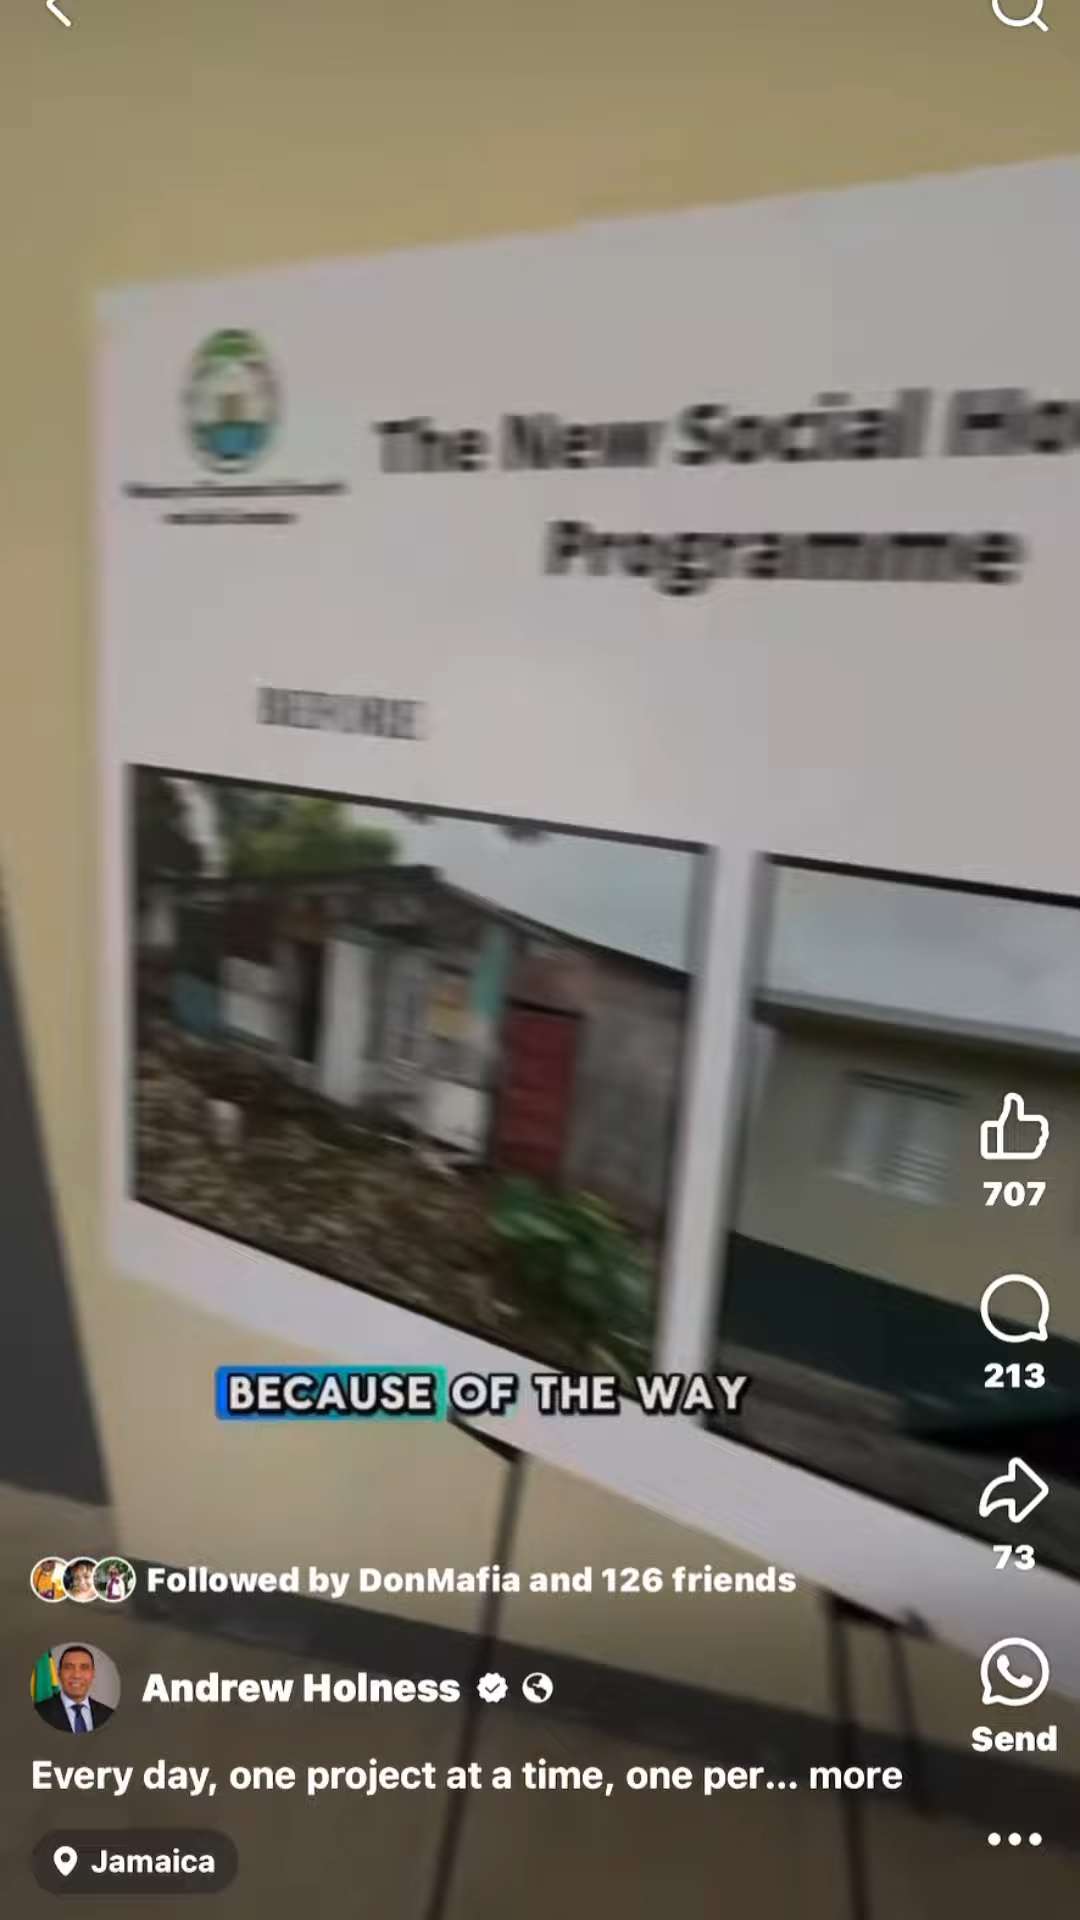 The New Social Ho
Programme
BEFORE
707
213
BECAUSE OF THE WAY
73
Followed by DonMafia and 126 friends
Andrew Holness
Send
Every day, one project at a time, one per... more
Jamaica